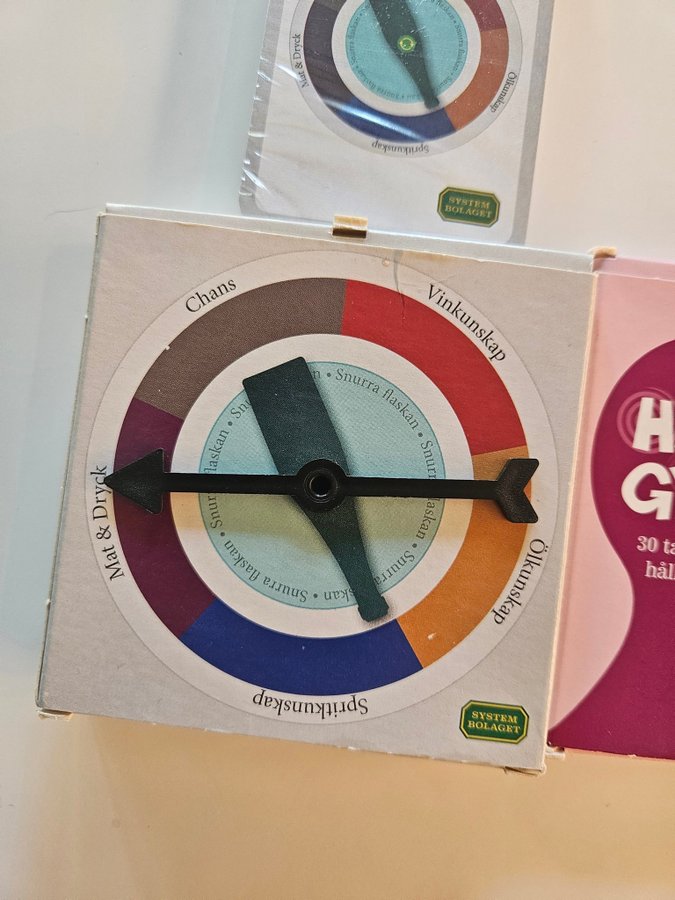 Mat & Dryck
Ölkunskap
Spritkunskap
SYSTEM
BOLAGET
Chans
Vinkunskap
Ölkunskap
Spritkunskap
Mat & Dryck
• Snurra flaskan • Snurra flaskan • Snurra flaskan • Snurra flaskan
SYSTEM
BOLAGET
30